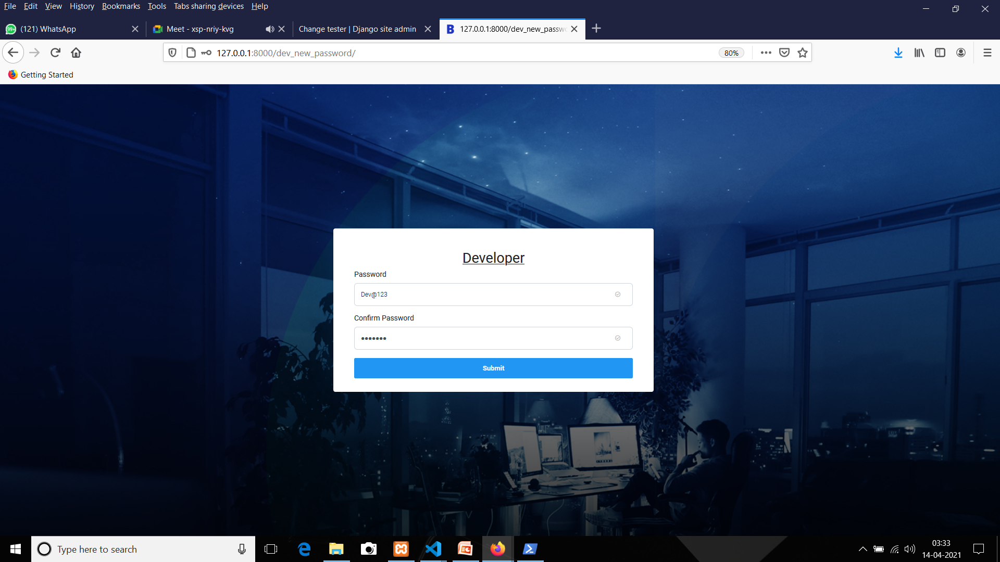 File Edit View History Bookmarks Tools Tabs sharing devices Help
99+ (121) WhatsApp Meet - xsp-nriy-kvg Change tester | Django site admin B 127.0.0.1:8000/dev_new_passw
127.0.0.1:8000/dev_new_password/ 80%
Getting Started
Developer
Password
Dev@123
Confirm Password
•••••••
Submit
Type here to search
03:33
14-04-2021